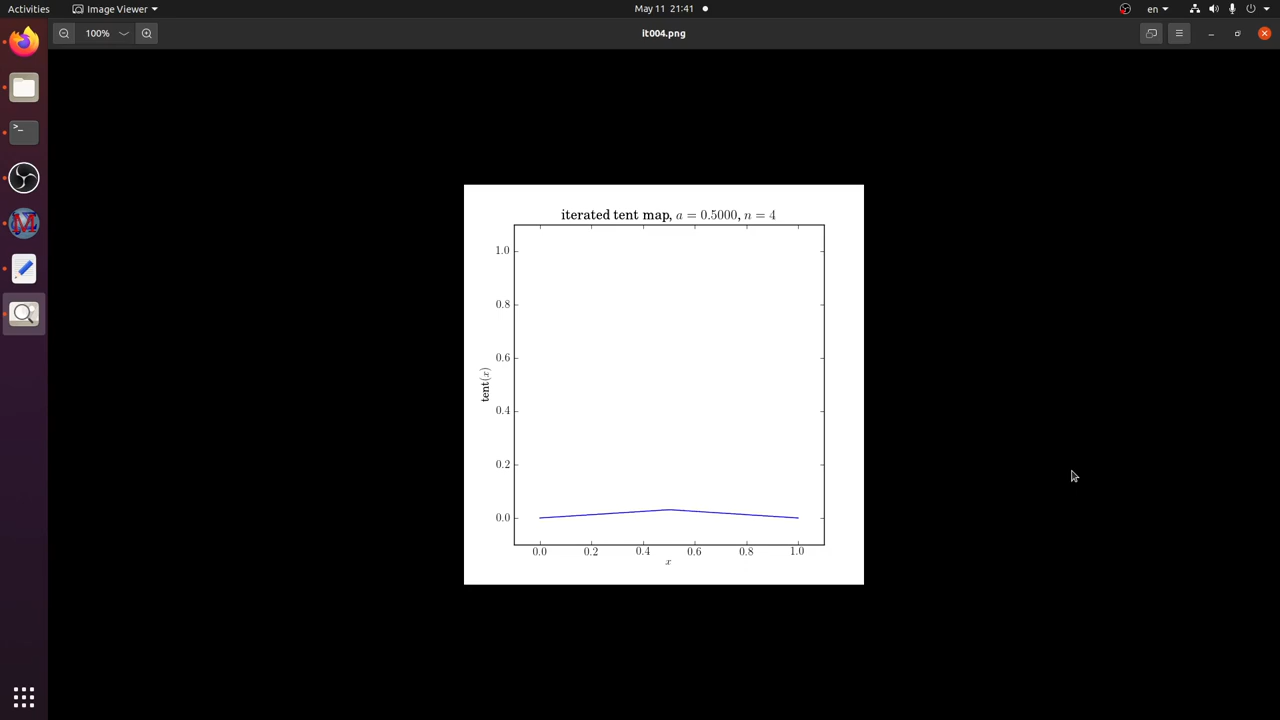 Activities
Image Viewer
May 11 21:41
en
100%
it004.png
iterated tent map, a = 0.5000, n = 4
1.0
0.8
0.6
0.4
0.2
0.0
tent(x)
0.0 0.2 0.4 0.6 0.8 1.0
x